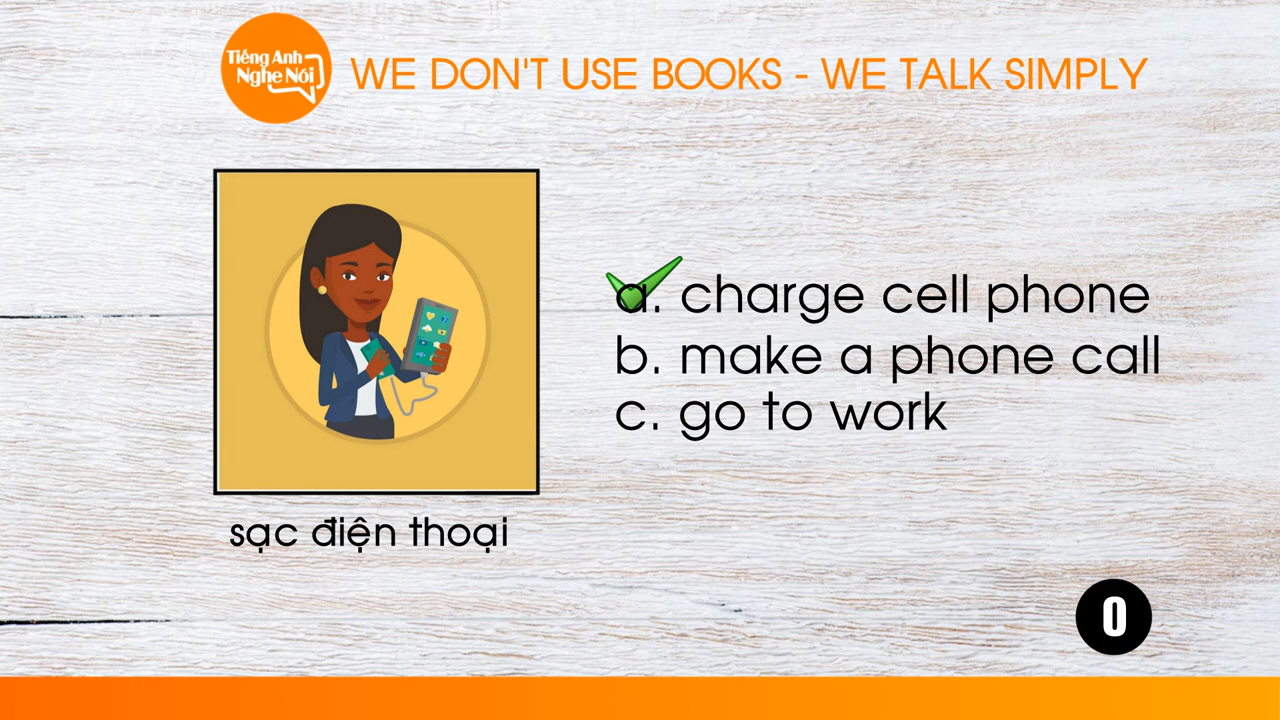 Tiếng Anh
Nghe Nói
WE DON'T USE BOOKS - WE TALK SIMPLY
a. charge cell phone
b. make a phone call
c. go to work
sạc điện thoại
0